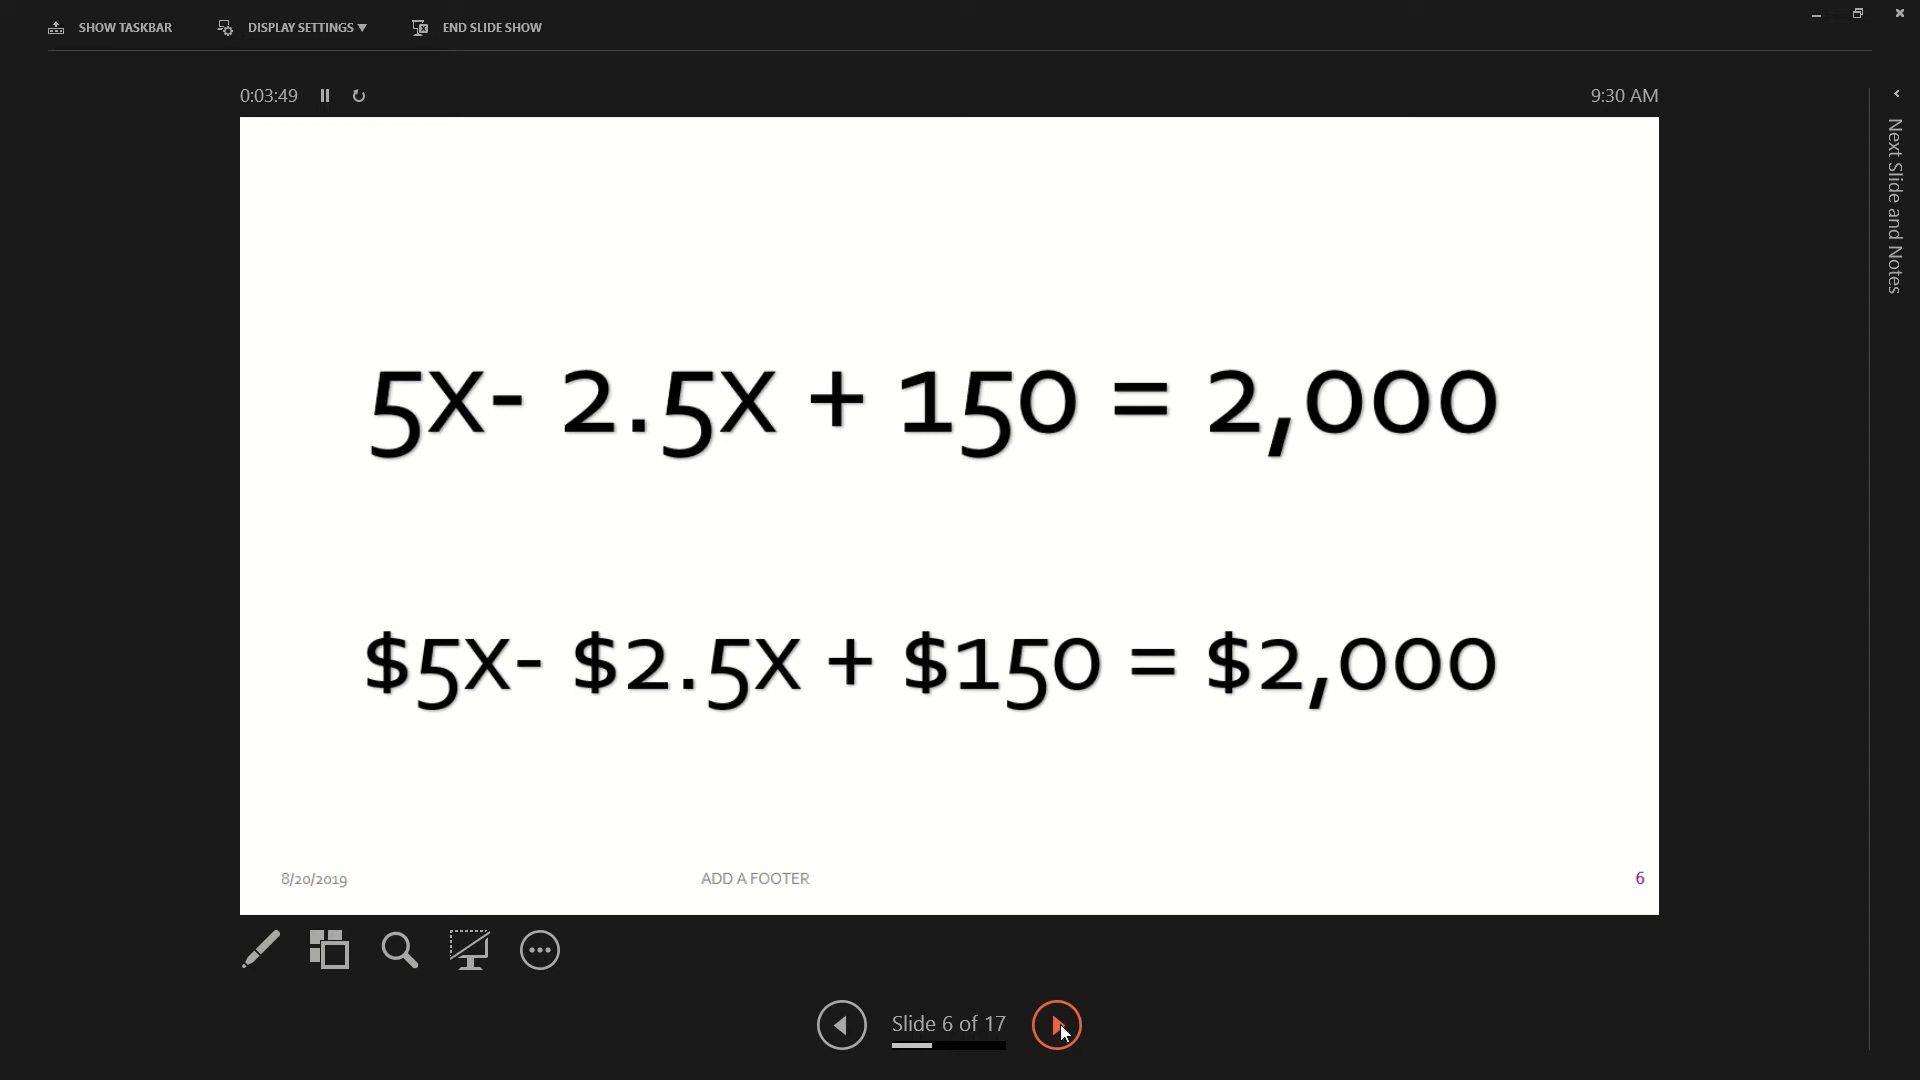 SHOW TASKBAR DISPLAY SETTINGS ▼ END SLIDE SHOW
0:03:49 9:30 AM
Next Slide and Notes
5x- 2.5x + 150 = 2,000
$5x- $2.5x + $150 = $2,000
8/20/2019 ADD A FOOTER 6
Slide 6 of 17